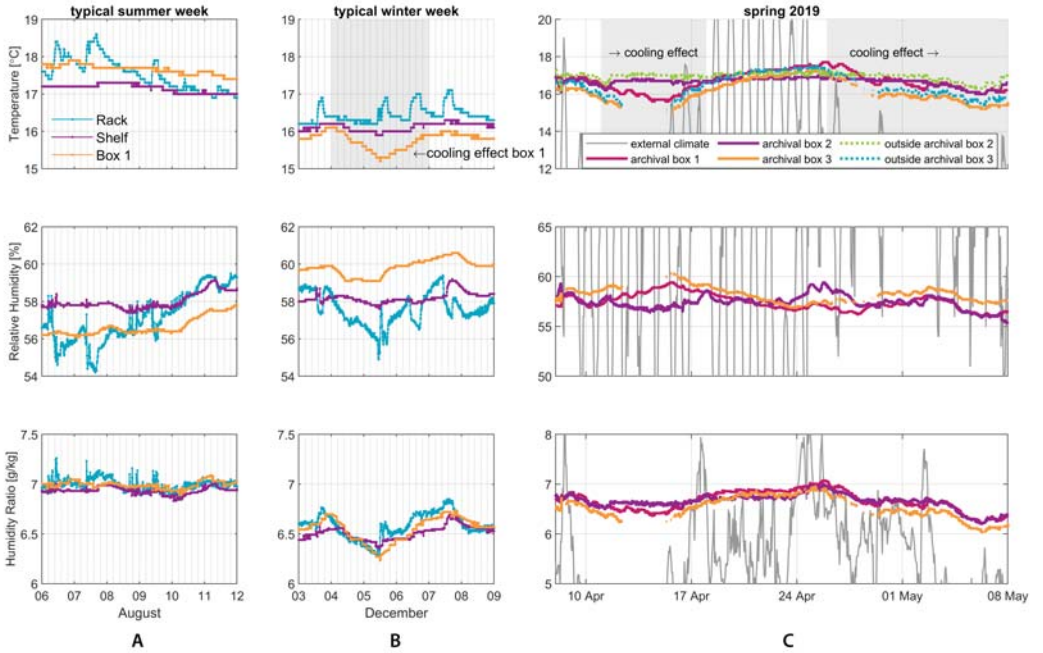 typical summer week
typical winter week
spring 2019
Temperature [°C]
19
18
17
16
15
Rack
Shelf
Box 1
19
18
17
16
15
←cooling effect box 1
20
18
16
14
12
→ cooling effect
cooling effect →
external climate
archival box 2
outside archival box 2
archival box 1
archival box 3
outside archival box 3
Relative Humidity [%]
62
60
58
56
54
62
60
58
56
54
65
60
55
50
Humidity Ratio [g/kg]
7.5
7
6.5
6
7.5
7
6.5
6
8
7
6
5
06 07 08 09 10 11 12
August
03 04 05 06 07 08 09
December
10 Apr 17 Apr 24 Apr 01 May 08 May
A B C